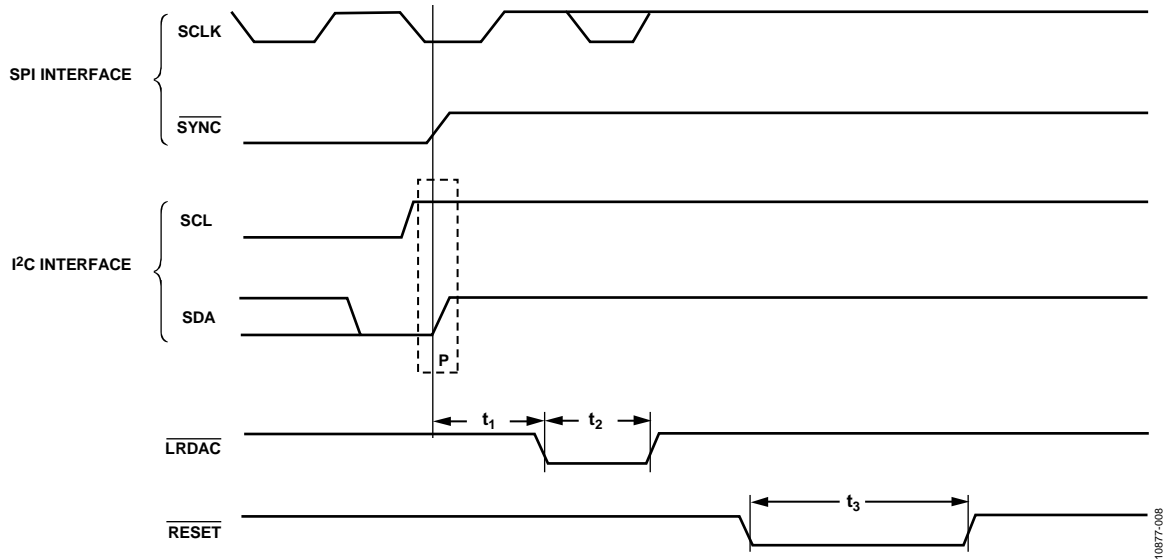 SCLK
SPI INTERFACE
SYNC
SCL
I²C INTERFACE
SDA
P
t₁
t₂
LRDAC
t₃
RESET
10877-008